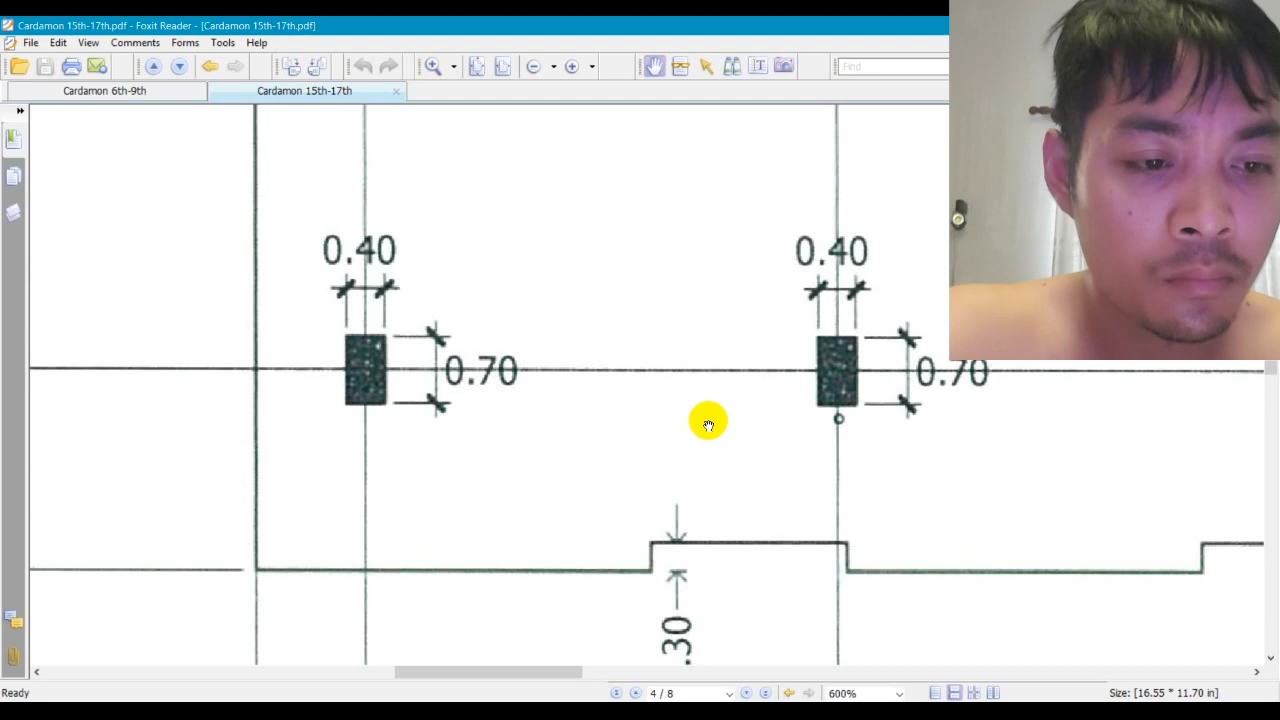 Cardamon 15th-17th.pdf - Foxit Reader - [Cardamon 15th-17th.pdf]
File Edit View Comments Forms Tools Help
Find
Cardamon 6th-9th Cardamon 15th-17th
0.40 0.40
0.70 0.70
.30
Ready 4 / 8 600% Size: [16.55 * 11.70 in]